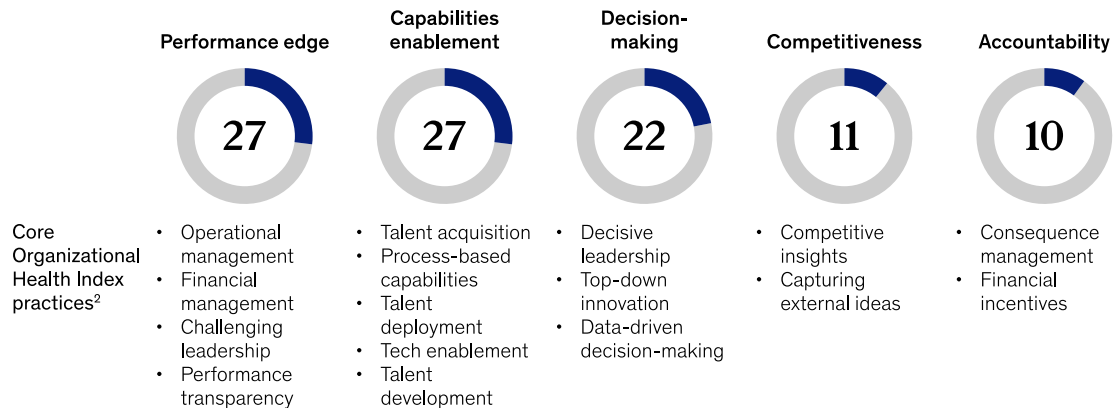 Performance edge
Capabilities
enablement
Decision-
making
Competitiveness
Accountability
27
27
22
11
10
Core
Organizational
Health Index
practices²
• Operational
management
• Financial
management
• Challenging
leadership
• Performance
transparency
• Talent acquisition
• Process-based
capabilities
• Talent
deployment
• Tech enablement
• Talent
development
• Decisive
leadership
• Top-down
innovation
• Data-driven
decision-making
• Competitive
insights
• Capturing
external ideas
• Consequence
management
• Financial
incentives